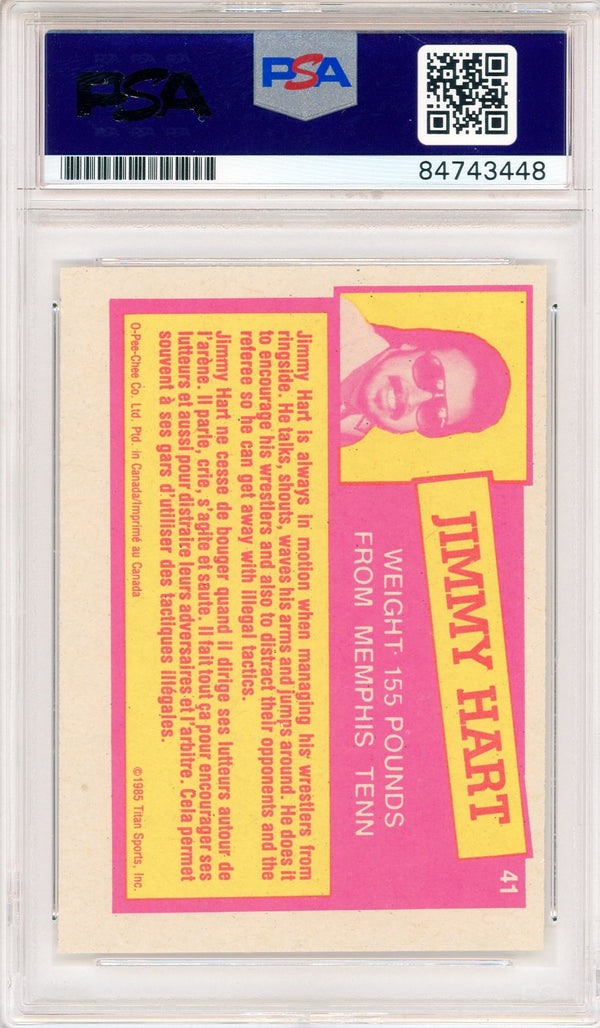 PSA
PSA
84743448
41
JIMMY HART
WEIGHT 155 POUNDS
FROM MEMPHIS TENN
Jimmy Hart is always in motion when managing his wrestlers from
ringside. He talks, shouts, waves his arms and jumps around. He does it
to encourage his wrestlers and also to distract their opponents and the
referee so he can get away with illegal tactics.
Jimmy Hart ne cesse de bouger quand il dirige ses lutteurs autour de
l'arène. Il parle, crie, s'agite et saute. Il fait tout ça pour encourager ses
lutteurs et aussi pour distraire leurs adversaires et l'arbitre. Cela permet
souvent à ses gars d'utiliser des tactiques illégales.
O-Pee-Chee Co. Ltd. Ptd. in Canada/Imprimé au Canada
©1985 Titan Sports, Inc.